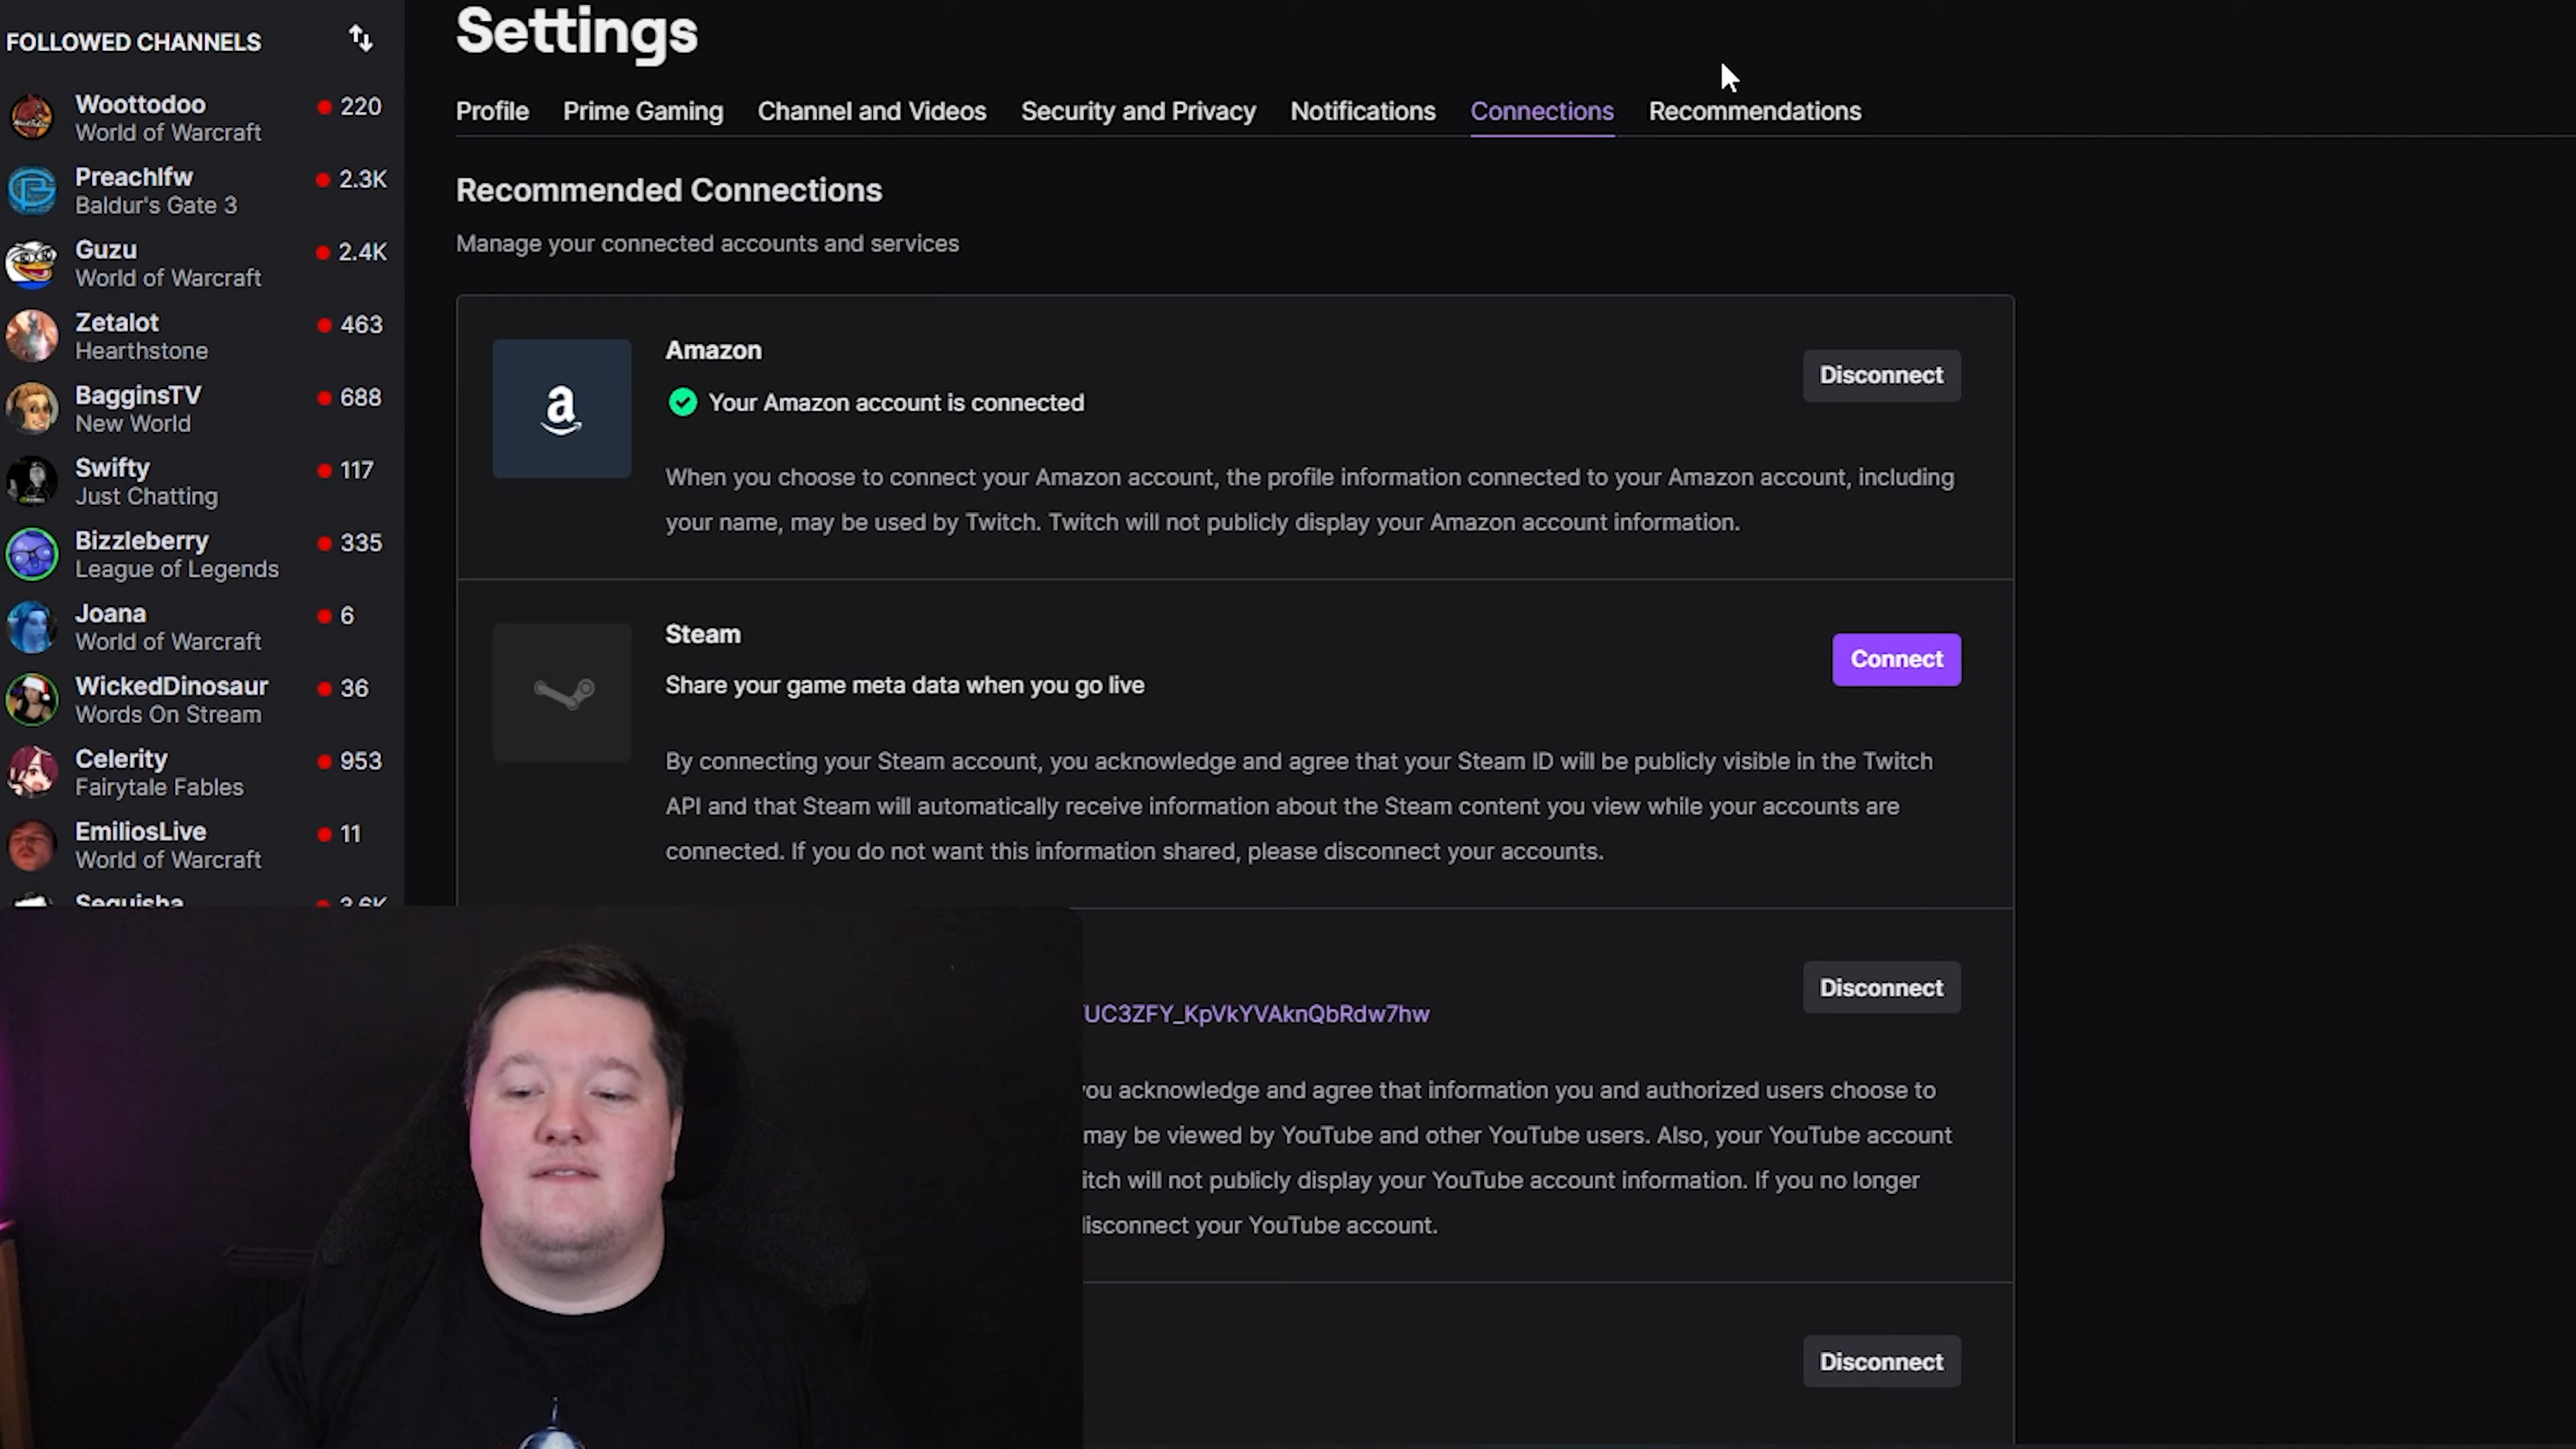 FOLLOWED CHANNELS
Woottodoo
220
World of Warcraft
Preachlfw
2.3K
Baldur's Gate 3
Guzu
2.4K
World of Warcraft
Zetalot
463
Hearthstone
BagginsTV
688
New World
Swifty
117
Just Chatting
Bizzleberry
335
League of Legends
Joana
6
World of Warcraft
WickedDinosaur
36
Words On Stream
Celerity
953
Fairytale Fables
EmiliosLive
11
World of Warcraft
Sequisha
3.6K
Settings
Profile Prime Gaming Channel and Videos Security and Privacy Notifications Connections Recommendations
Recommended Connections
Manage your connected accounts and services
Amazon
Disconnect
Your Amazon account is connected
When you choose to connect your Amazon account, the profile information connected to your Amazon account, including
your name, may be used by Twitch. Twitch will not publicly display your Amazon account information.
Steam
Connect
Share your game meta data when you go live
By connecting your Steam account, you acknowledge and agree that your Steam ID will be publicly visible in the Twitch
API and that Steam will automatically receive information about the Steam content you view while your accounts are
connected. If you do not want this information shared, please disconnect your accounts.
Disconnect
UC3ZFY_KpVkYVAknQbRdw7hw
you acknowledge and agree that information you and authorized users choose to
may be viewed by YouTube and other YouTube users. Also, your YouTube account
itch will not publicly display your YouTube account information. If you no longer
disconnect your YouTube account.
Disconnect